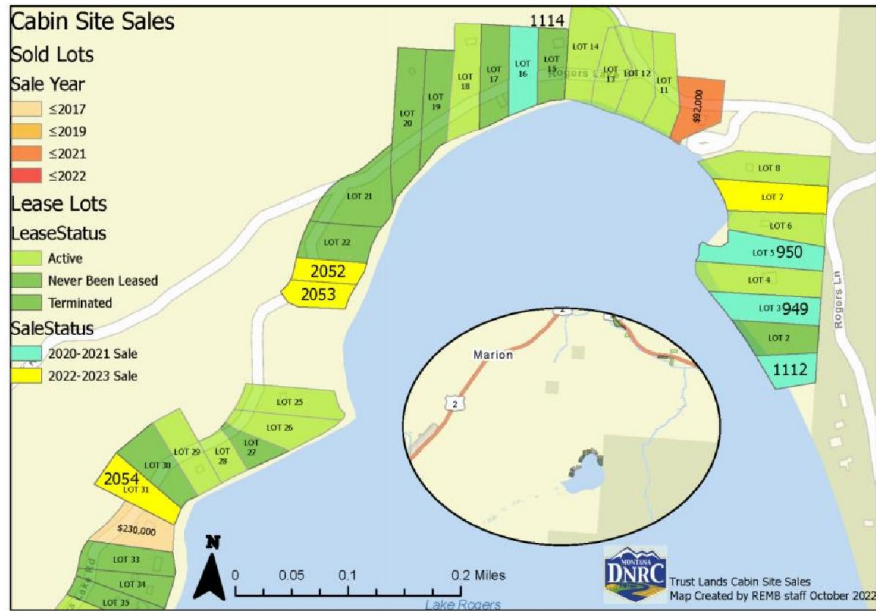 Cabin Site Sales
Sold Lots
Sale Year
≤2017
≤2019
≤2021
≤2022
Lease Lots
LeaseStatus
Active
Never Been Leased
Terminated
SaleStatus
2020-2021 Sale
2022-2023 Sale
1114
LOT 20
LOT 19
LOT 18
LOT 17
LOT 16
LOT 15
LOT 14
LOT 13
LOT 12
LOT 11
Rogers Lake
$92,000
LOT 8
LOT 7
LOT 6
LOT 5 950
LOT 4
LOT 3 949
LOT 2
1112
Rogers Ln
LOT 21
LOT 22
2052
2053
LOT 25
LOT 26
LOT 27
LOT 28
LOT 29
LOT 30
2054
LOT 31
$230,000
LOT 33
LOT 34
LOT 35
Lake Rd
Marion
2
2
N
0 0.05 0.1 0.2 Miles
Lake Rogers
MONTANA
DNRC
Trust Lands Cabin Site Sales
Map Created by REMB staff October 2022